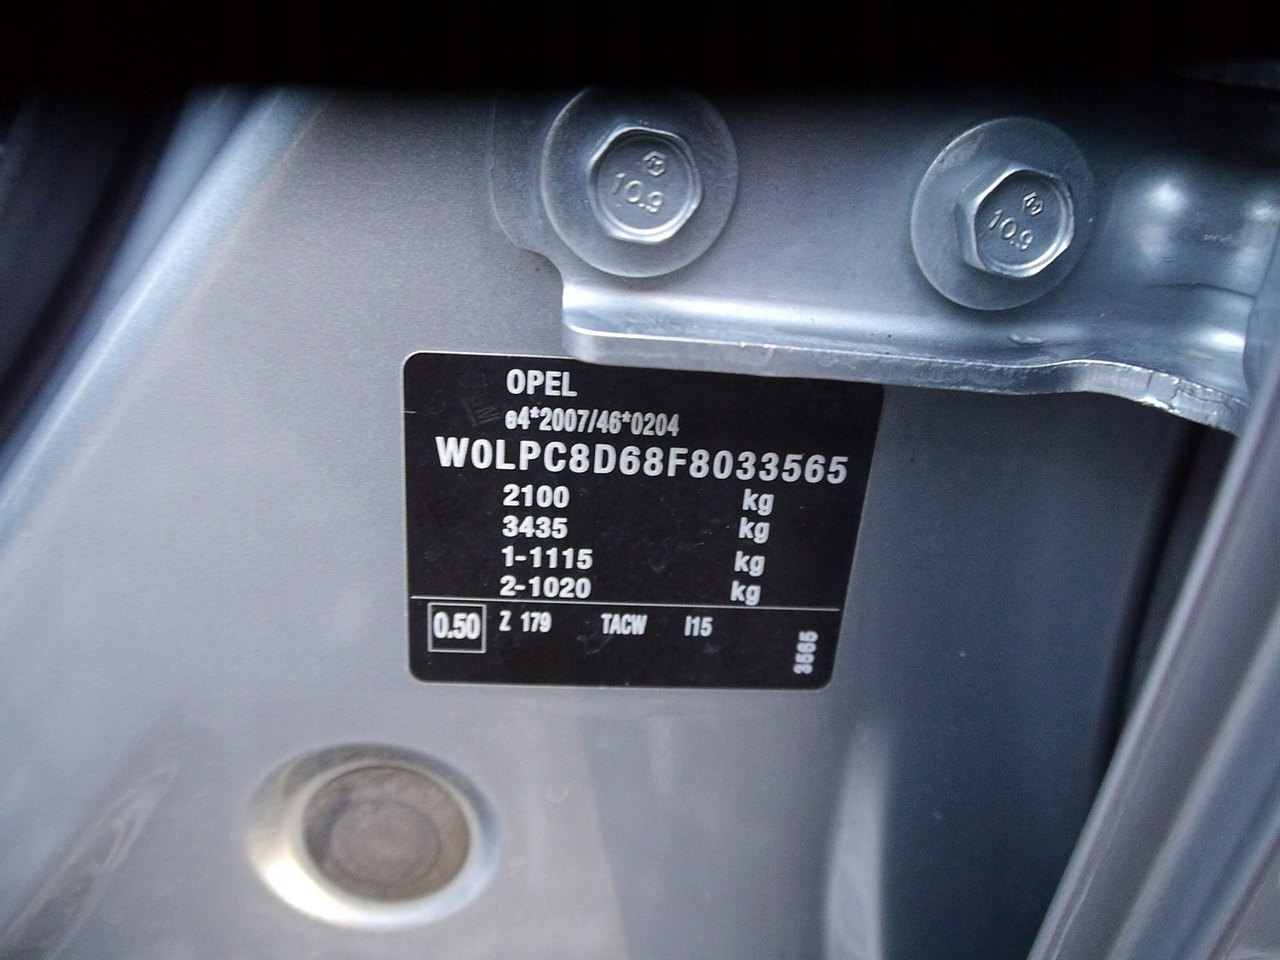 10.9
10.9
OPEL
e4*2007/46*0204
W0LPC8D68F8033565
2100 kg
3435 kg
1-1115 kg
2-1020 kg
0.50 Z 179 TACW I15
3565